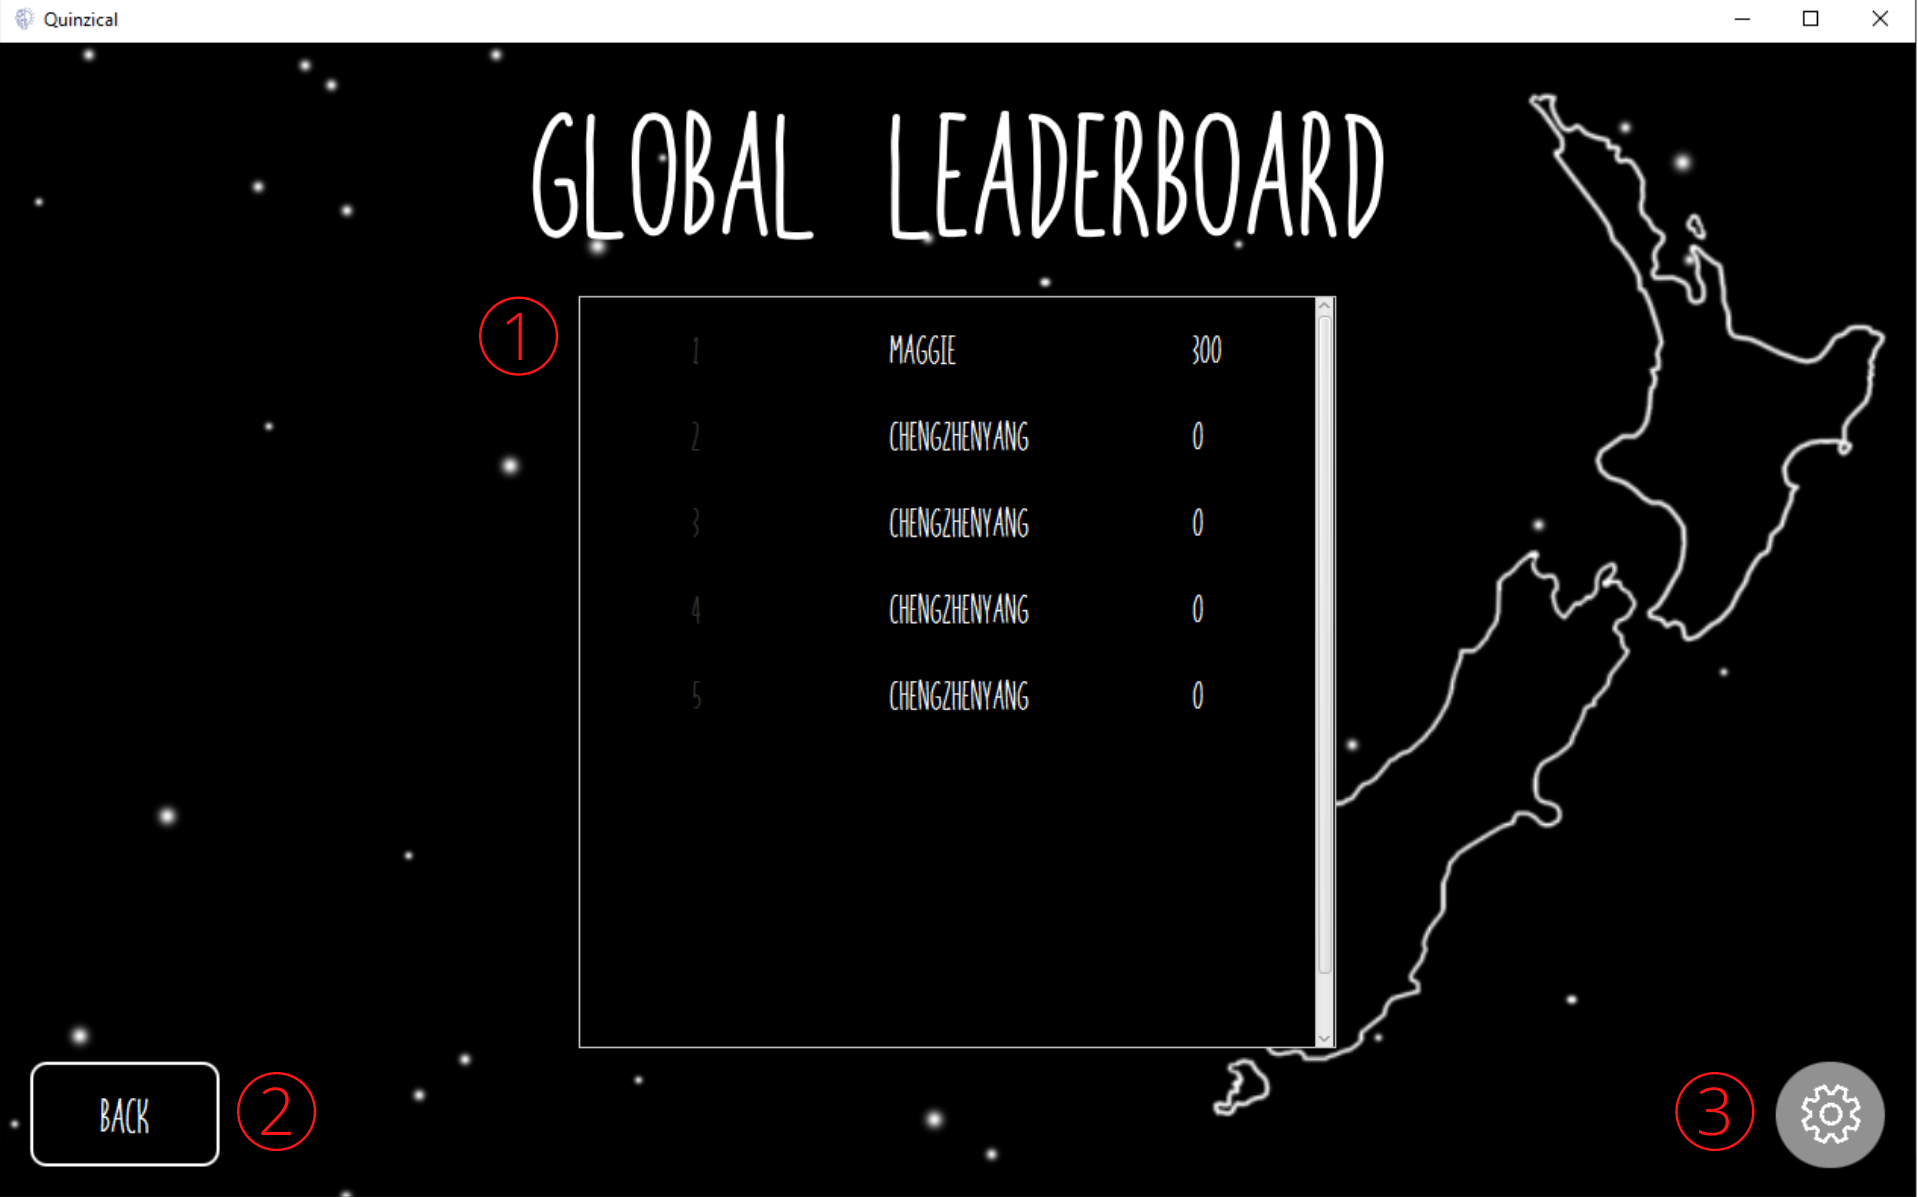 Quinzical
GLOBAL LEADERBOARD
1
1 MAGGIE 300
2 CHENGZHENYANG 0
3 CHENGZHENYANG 0
4 CHENGZHENYANG 0
5 CHENGZHENYANG 0
BACK 2
3